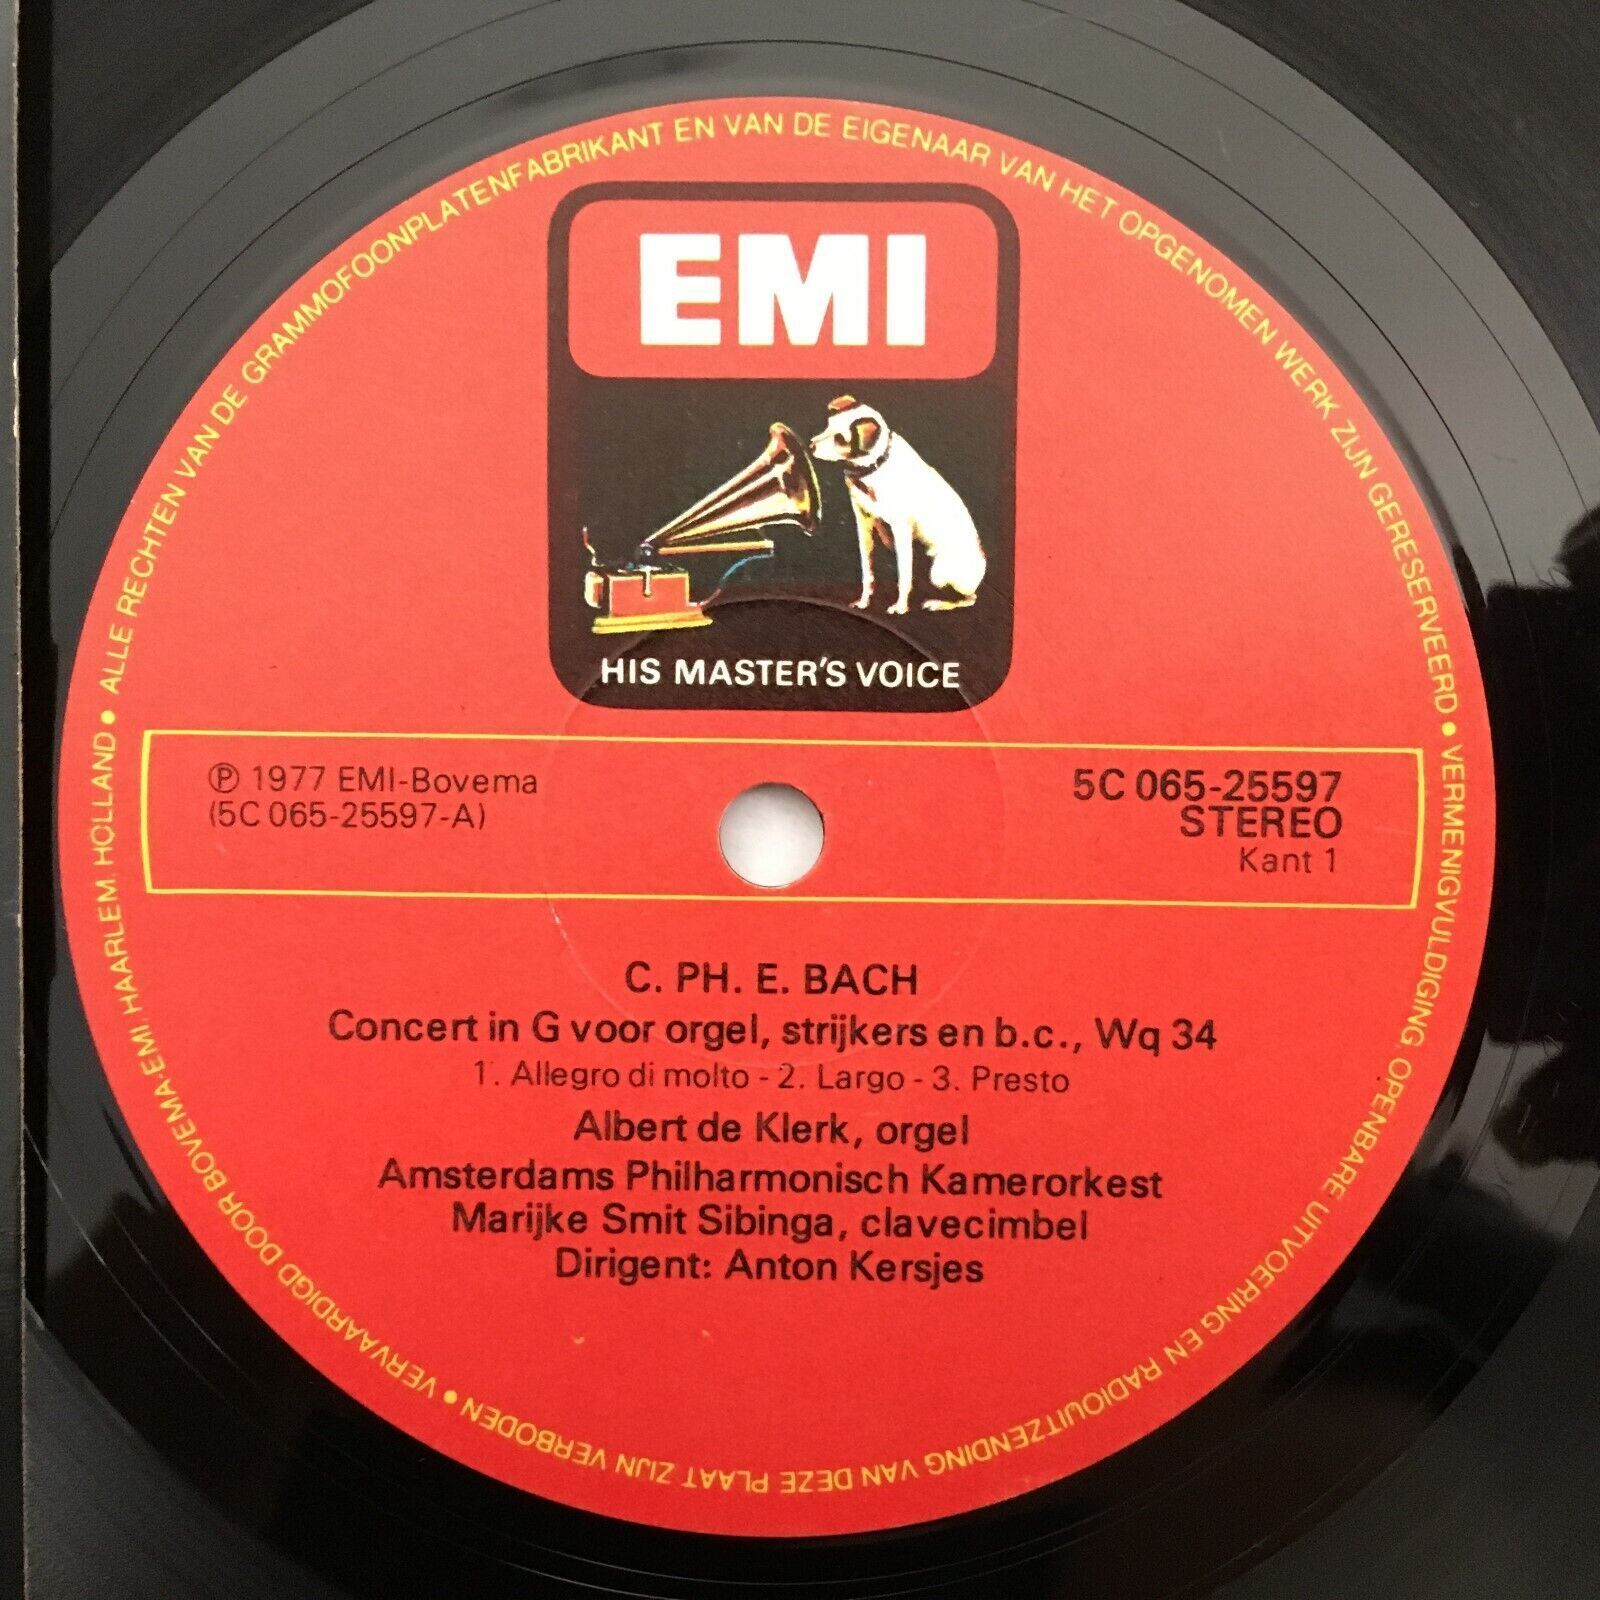 EMI
HIS MASTER'S VOICE
℗ 1977 EMI-Bovema
(5C 065-25597-A)
5C 065-25597
STEREO
Kant 1
C. PH. E. BACH
Concert in G voor orgel, strijkers en b.c., Wq 34
1. Allegro di molto - 2. Largo - 3. Presto
Albert de Klerk, orgel
Amsterdams Philharmonisch Kamerorkest
Marijke Smit Sibinga, clavecimbel
Dirigent: Anton Kersjes
ALLE RECHTEN VAN DE GRAMMOFOONPLATENFABRIKANT EN VAN DE EIGENAAR VAN HET OPGENOMEN WERK ZIJN GERESERVEERD • VERMENIGVULDIGING, OPENBARE UITVOERING EN RADIOUITZENDING VAN DEZE PLAAT ZIJN VERBODEN • VERVAARDIGD DOOR BOVEMA-EMI, HAARLEM, HOLLAND •